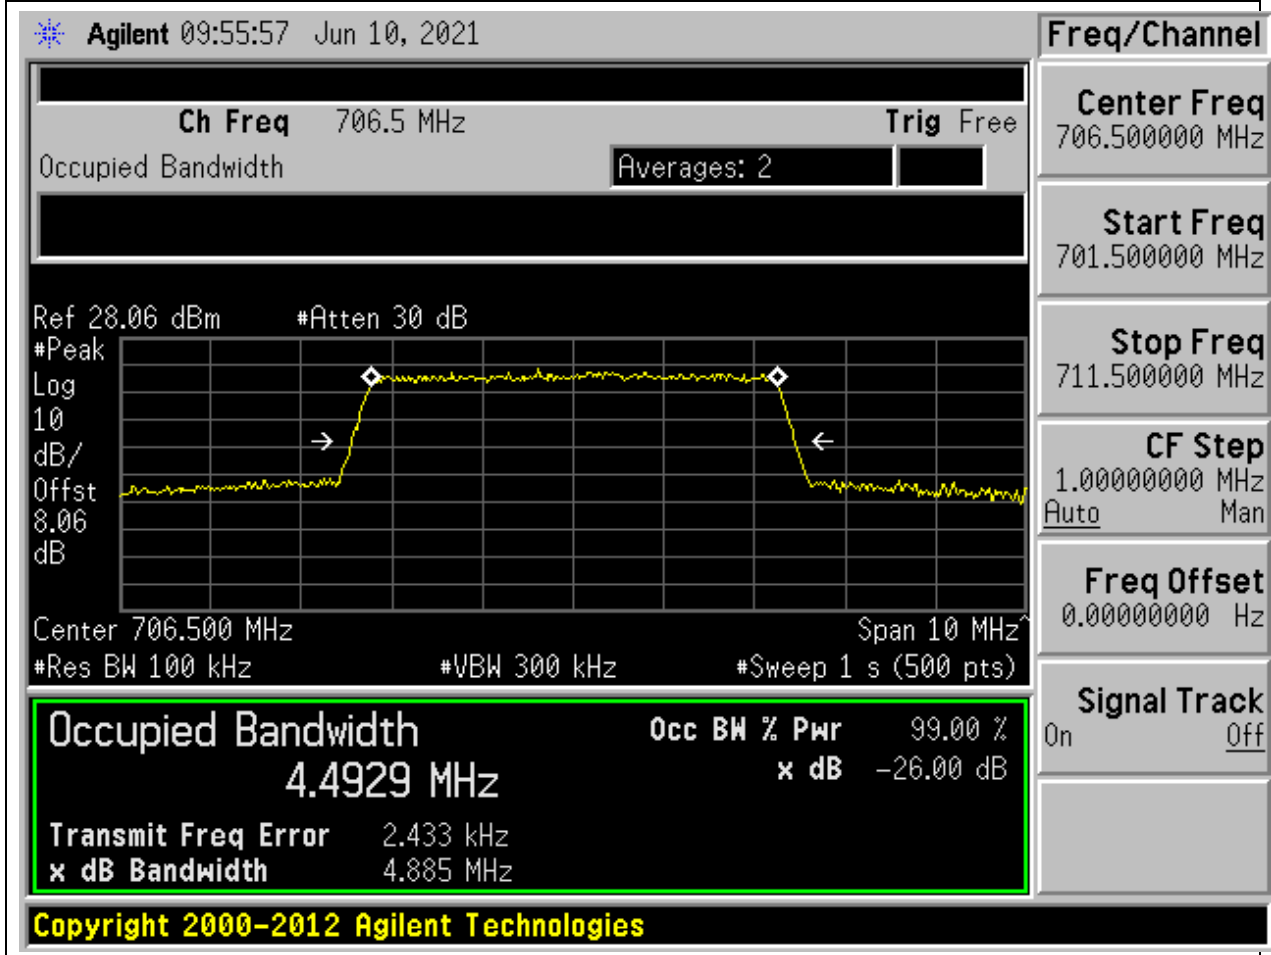 Agilent 09:55:57 Jun 10, 2021
Freq/Channel
Ch Freq 706.5 MHz Trig Free
Occupied Bandwidth Averages: 2
Center Freq
706.500000 MHz
Start Freq
701.500000 MHz
Stop Freq
711.500000 MHz
CF Step
1.00000000 MHz
Auto Man
Freq Offset
0.00000000 Hz
Signal Track
On Off
Ref 28.06 dBm #Atten 30 dB
#Peak
Log
10
dB/
Offst
8.06
dB
Center 706.500 MHz Span 10 MHz^
#Res BW 100 kHz #VBW 300 kHz #Sweep 1 s (500 pts)
Occupied Bandwidth Occ BW % Pwr 99.00 %
4.4929 MHz x dB -26.00 dB
Transmit Freq Error 2.433 kHz
x dB Bandwidth 4.885 MHz
Copyright 2000-2012 Agilent Technologies